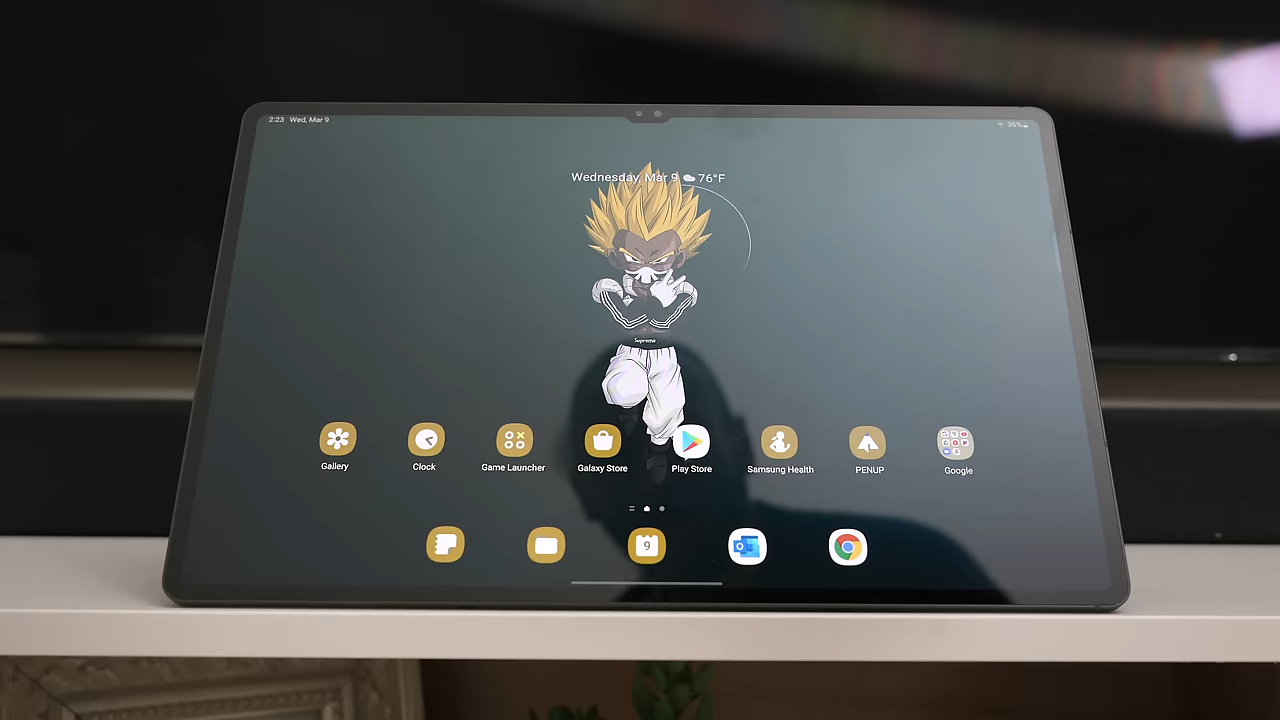 2:23 Wed, Mar 9
36%
Wednesday, Mar 9 76°F
Supreme
Gallery Clock Game Launcher Galaxy Store Play Store Samsung Health PENUP Google
9